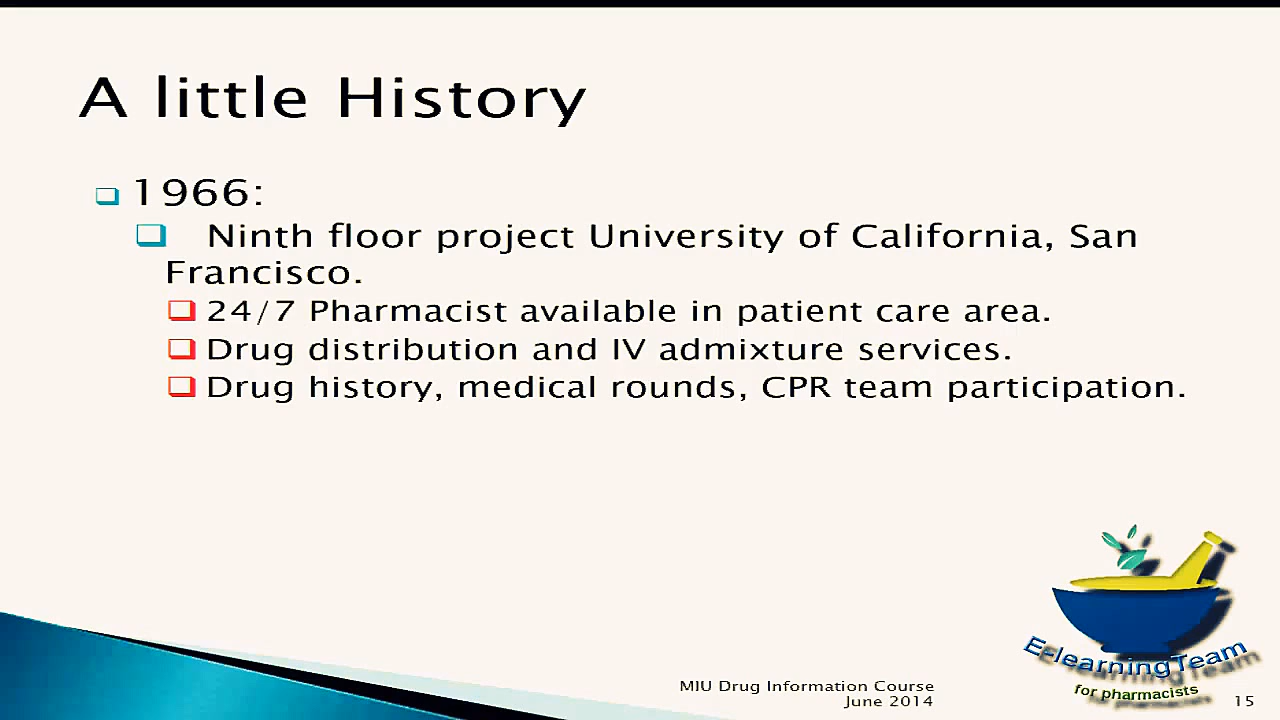 A little History
1966:
Ninth floor project University of California, San
Francisco.
24/7 Pharmacist available in patient care area.
Drug distribution and IV admixture services.
Drug history, medical rounds, CPR team participation.
E-learningTeam
for pharmacists
MIU Drug Information Course
June 2014
15